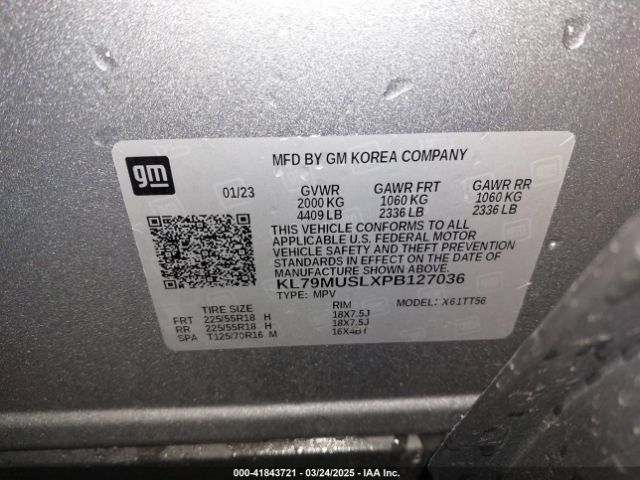 gm
MFD BY GM KOREA COMPANY
01/23 GVWR GAWR FRT GAWR RR
2000 KG 1060 KG 1060 KG
4409 LB 2336 LB 2336 LB
THIS VEHICLE CONFORMS TO ALL
APPLICABLE U.S. FEDERAL MOTOR
VEHICLE SAFETY AND THEFT PREVENTION
STANDARDS IN EFFECT ON THE DATE OF
MANUFACTURE SHOWN ABOVE.
KL79MUSLXPB127036
TYPE: MPV MODEL: X61TT56
TIRE SIZE RIM
FRT 225/55R18 H 18X7.5J
RR 225/55R18 H 18X7.5J
SPA T125/70R16 M 16X4BT
000-41843721 - 03/24/2025 - IAA Inc.